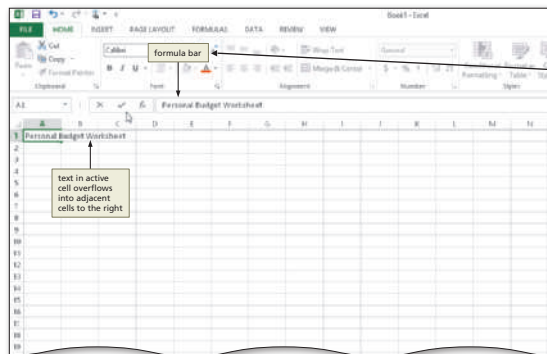 Book1 - Excel
FILE HOME INSERT PAGE LAYOUT FORMULAS DATA REVIEW VIEW
Cut
Copy
Format Painter
Clipboard
Calibri
B I U
Font
Wrap Text
Merge & Center
Alignment
General
$ %
Number
Formatting Table
Styles
formula bar
A1 fx Personal Budget Worksheet
A B C D E F G H I J K L M N
1 Personal Budget Worksheet
2
3
4
5
6
7
8
9
10
11
12
13
14
15
16
17
18
19
text in active
cell overflows
into adjacent
cells to the right